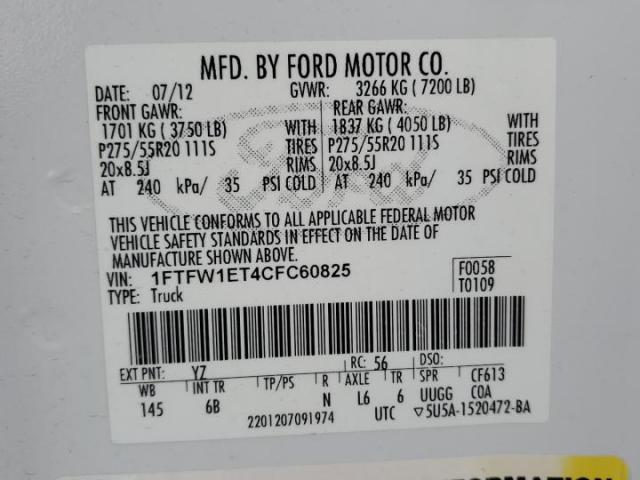 MFD. BY FORD MOTOR CO.
DATE: 07/12 GVWR: 3266 KG ( 7200 LB)
FRONT GAWR: REAR GAWR:
1701 KG ( 3750 LB) WITH 1837 KG ( 4050 LB) WITH
P275/55R20 111S TIRES P275/55R20 111S TIRES
20x8.5J RIMS 20x8.5J RIMS
AT 240 kPa/ 35 PSI COLD AT 240 kPa/ 35 PSI COLD
THIS VEHICLE CONFORMS TO ALL APPLICABLE FEDERAL MOTOR
VEHICLE SAFETY STANDARDS IN EFFECT ON THE DATE OF
MANUFACTURE SHOWN ABOVE.
VIN: 1FTFW1ET4CFC60825 F0058
TYPE: Truck T0109
EXT PNT: YZ RC: 56 DSO:
WB INT TR TP/PS R AXLE TR SPR CF613
145 6B N L6 6 UUGG COA
2201207091974 UTC ▽5U5A-1520472-BA